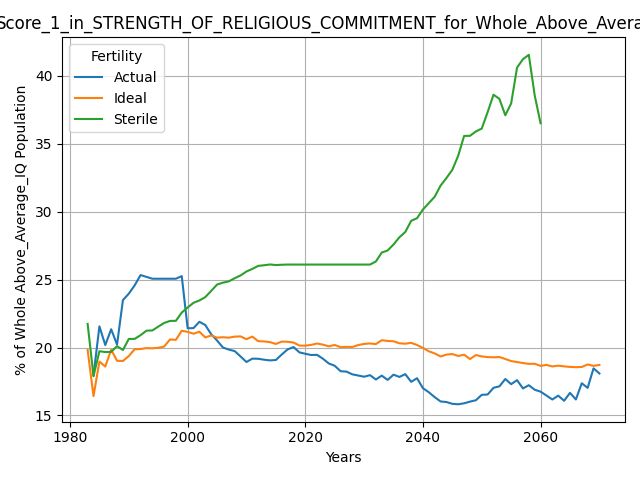 Score_1_in_STRENGTH_OF_RELIGIOUS_COMMITMENT_for_Whole_Above_Avera
Fertility
Actual
Ideal
Sterile
% of Whole Above_Average_IQ Population
40
35
30
25
20
15
1980
2000
2020
2040
2060
Years